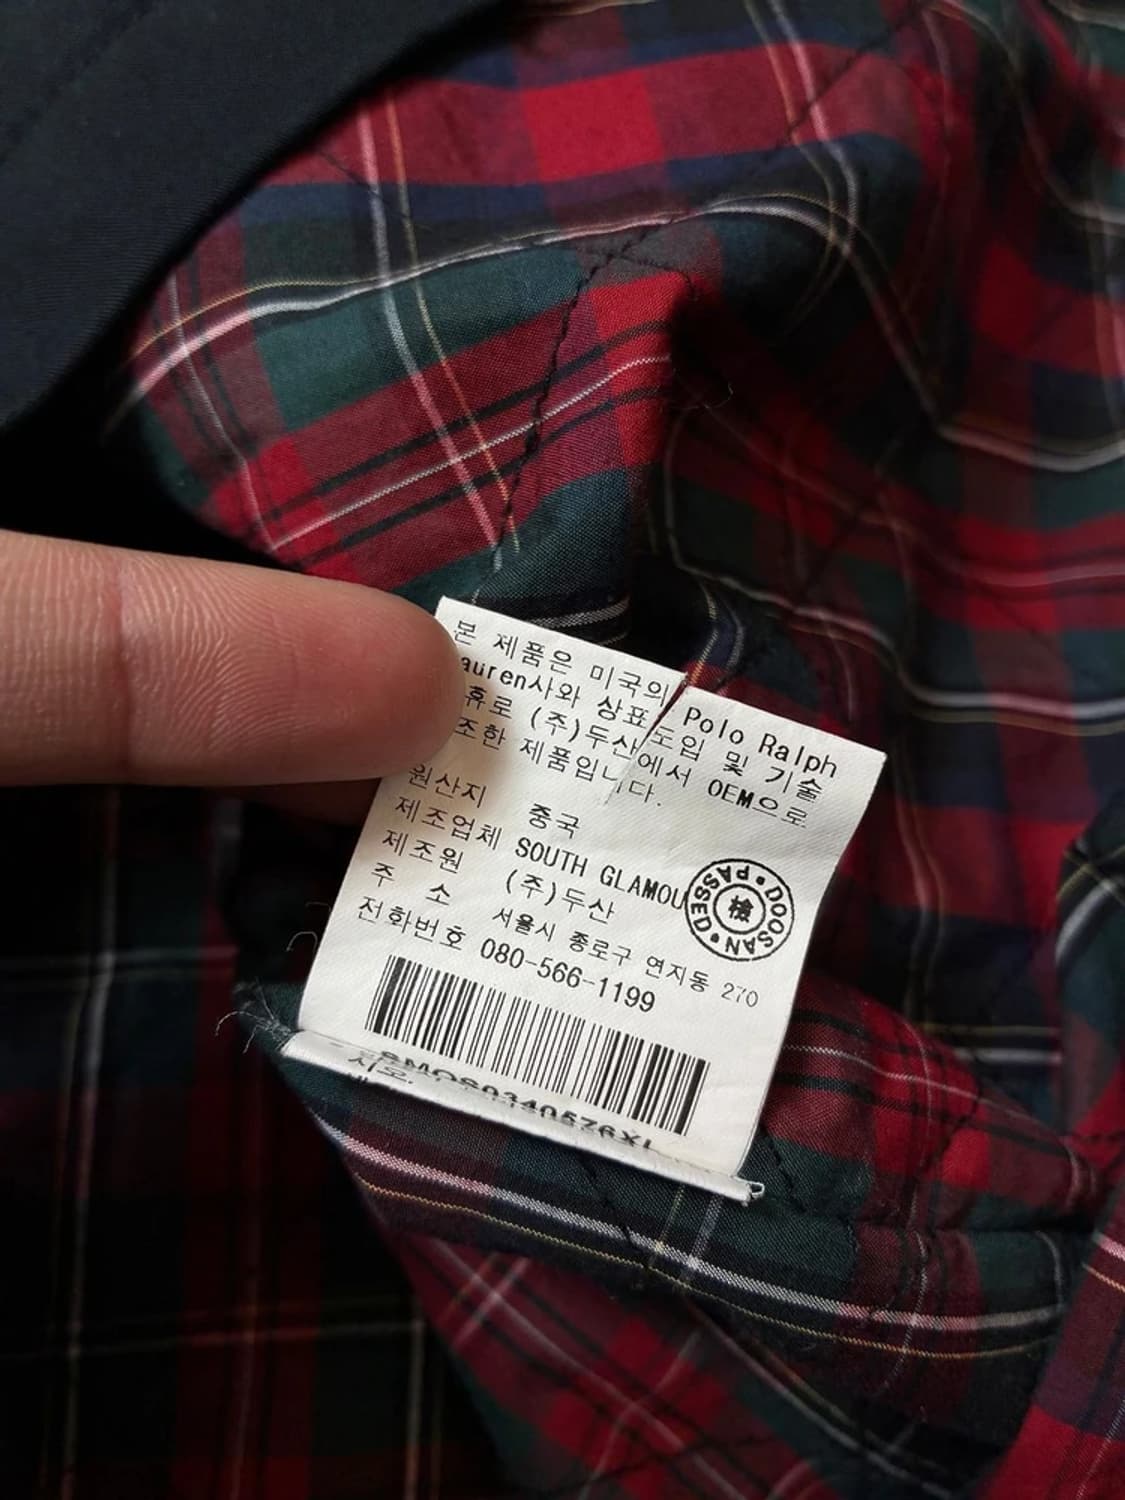 본 제품은 미국의 Polo Ralph
auren사와 상표 도입 및 기술
휴로 (주)두산에서 OEM으로
조한 제품입니다.
원산지 중국
제조업체 SOUTH GLAMOU
제조원 (주)두산
주 소 서울시 종로구 연지동 270
전화번호 080-566-1199
DOOSAN PASSED
檢